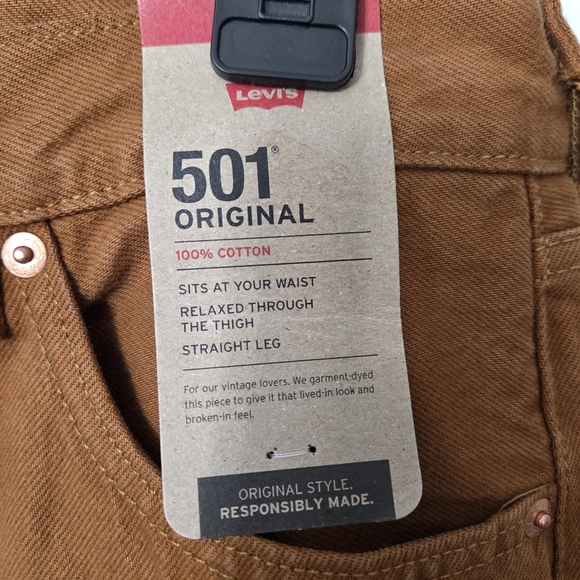 Levi's
501®
ORIGINAL
100% COTTON
SITS AT YOUR WAIST
RELAXED THROUGH
THE THIGH
STRAIGHT LEG
For our vintage lovers. We garment-dyed
this piece to give it that lived-in look and
broken-in feel.
ORIGINAL STYLE.
RESPONSIBLY MADE.